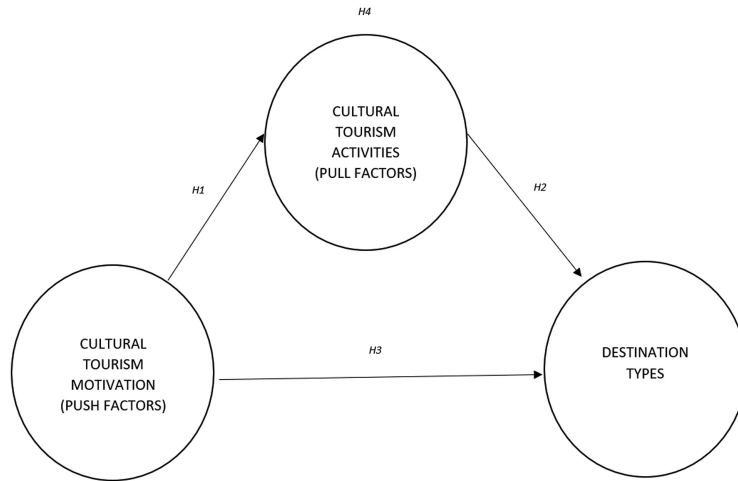 H4
CULTURAL
TOURISM
ACTIVITIES
(PULL FACTORS)
H1
H2
CULTURAL
TOURISM
MOTIVATION
(PUSH FACTORS)
H3
DESTINATION
TYPES